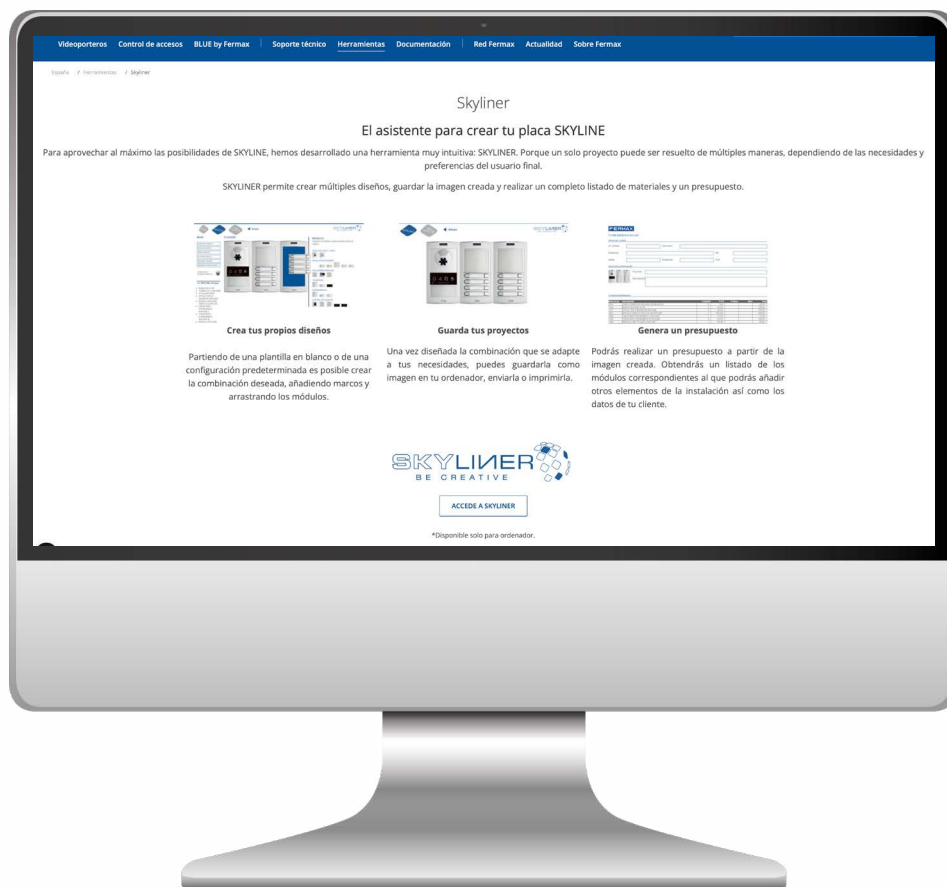 Videoporteros Control de accesos BLUE by Fermax Soporte técnico Herramientas Documentación Red Fermax Actualidad Sobre Fermax
España / Herramientas / Skyliner
Skyliner
El asistente para crear tu placa SKYLINE
Para aprovechar al máximo las posibilidades de SKYLINE, hemos desarrollado una herramienta muy intuitiva: SKYLINER. Porque un solo proyecto puede ser resuelto de múltiples maneras, dependiendo de las necesidades y
preferencias del usuario final.
SKYLINER permite crear múltiples diseños, guardar la imagen creada y realizar un completo listado de materiales y un presupuesto.
FERMAX
Crea tus propios diseños
Partiendo de una plantilla en blanco o de una
configuración predeterminada es posible crear
la combinación deseada, añadiendo marcos y
arrastrando los módulos.
Guarda tus proyectos
Una vez diseñada la combinación que se adapte
a tus necesidades, puedes guardarla como
imagen en tu ordenador, enviarla o imprimirla.
Genera un presupuesto
Podrás realizar un presupuesto a partir de la
imagen creada. Obtendrás un listado de los
módulos correspondientes al que podrás añadir
otros elementos de la instalación así como los
datos de tu cliente.
SKYLINER
BE CREATIVE
ACCEDE A SKYLINER
*Disponible solo para ordenador.